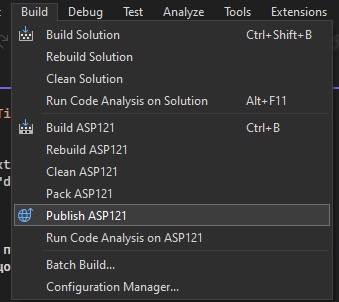 Build Debug Test Analyze Tools Extensions
Build Solution Ctrl+Shift+B
Rebuild Solution
Clean Solution
Run Code Analysis on Solution Alt+F11
Build ASP121 Ctrl+B
Rebuild ASP121
Clean ASP121
Pack ASP121
Publish ASP121
Run Code Analysis on ASP121
Batch Build...
Configuration Manager...